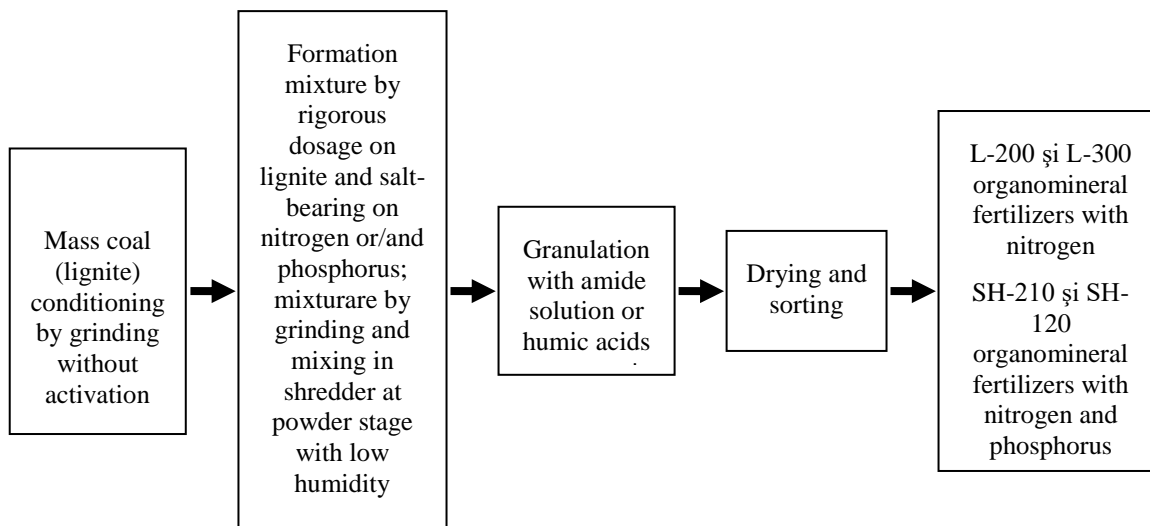 Mass coal
(lignite)
conditioning
by grinding
without
activation
Formation
mixture by
rigorous
dosage on
lignite and salt-
bearing on
nitrogen or/and
phosphorus;
mixturare by
grinding and
mixing in
shredder at
powder stage
with low
humidity
Granulation
with amide
solution or
humic acids
Drying and
sorting
L-200 şi L-300
organomineral
fertilizers with
nitrogen
SH-210 şi SH-
120
organomineral
fertilizers with
nitrogen and
phosphorus